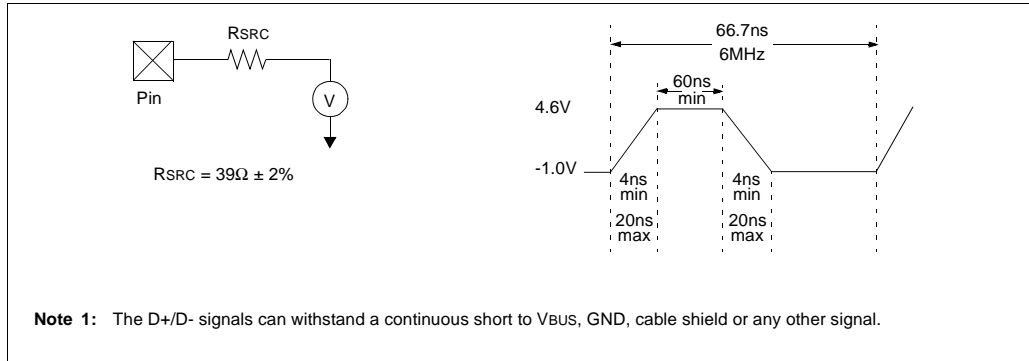 RSRC
Pin
V
RSRC = 39Ω ± 2%
66.7ns
6MHz
60ns
min
4.6V
-1.0V
4ns
min
4ns
min
20ns
max
20ns
max
Note 1: The D+/D- signals can withstand a continuous short to VBUS, GND, cable shield or any other signal.